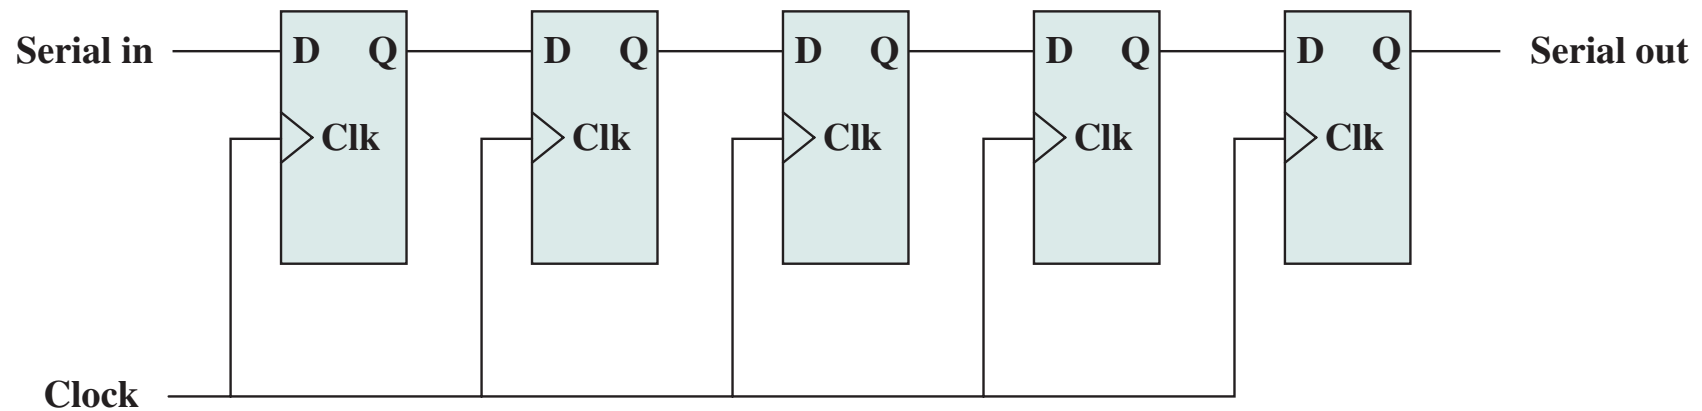 Serial in D Q D Q D Q D Q D Q Serial out
Clk Clk Clk Clk Clk
Clock